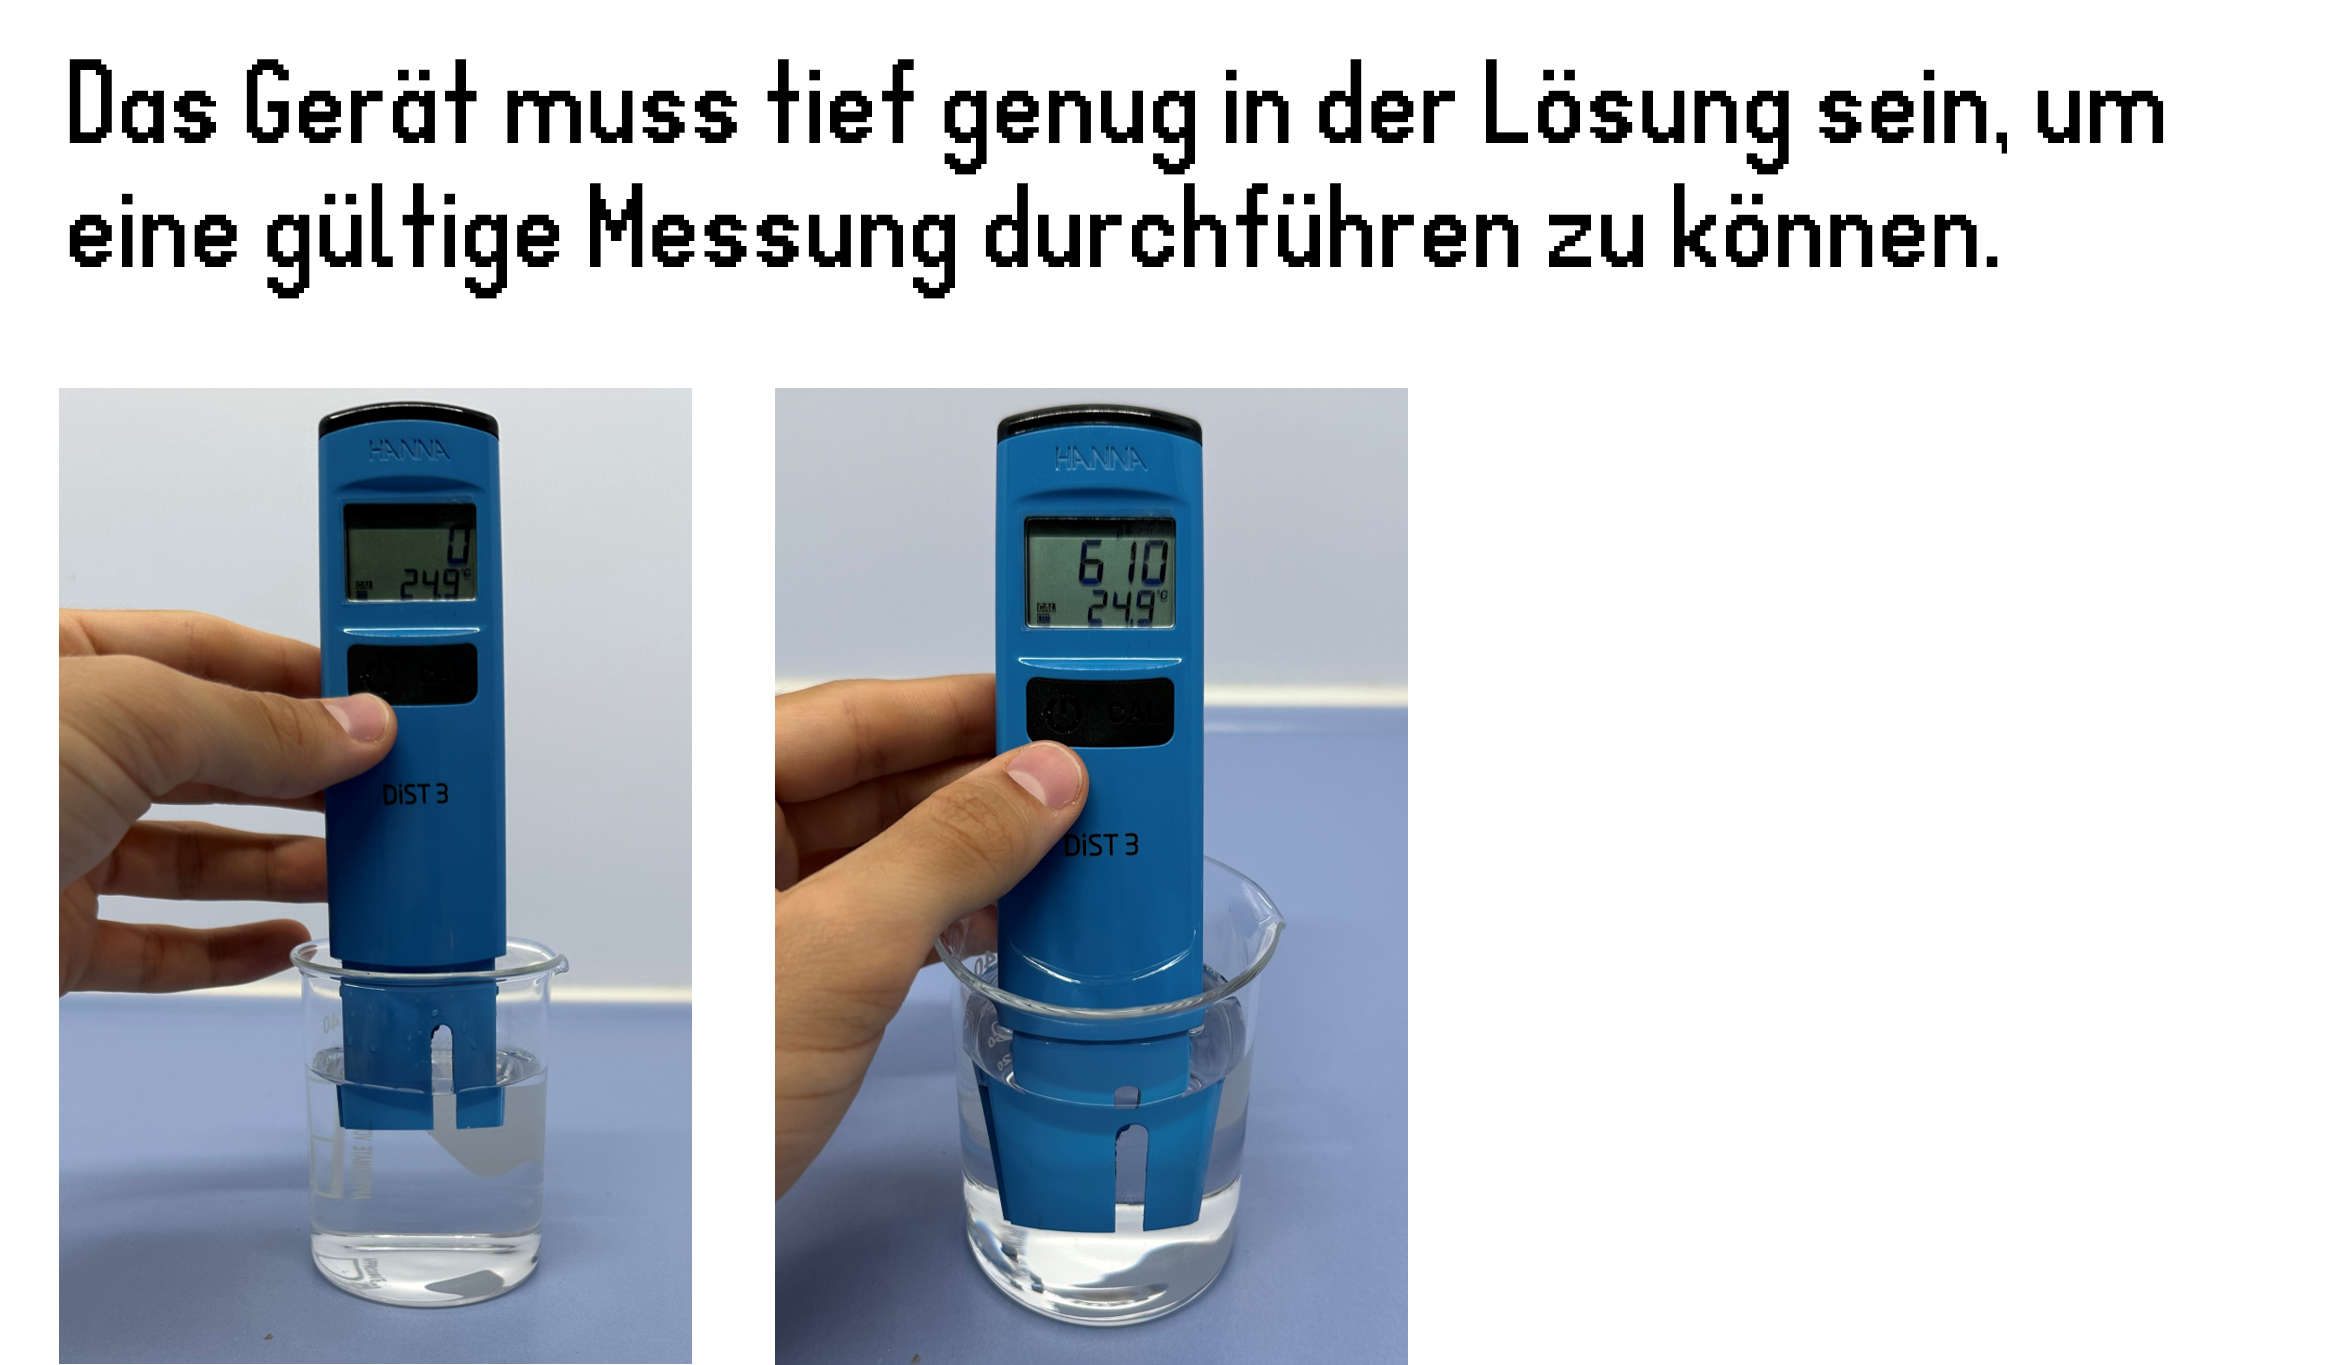 Das Gerät muss tief genug in der Lösung sein, um
eine gültige Messung durchführen zu können.
HANNA
0
24.9°C
DiST 3
HANNA
610
CAL
24.9°C
CAL
DiST 3